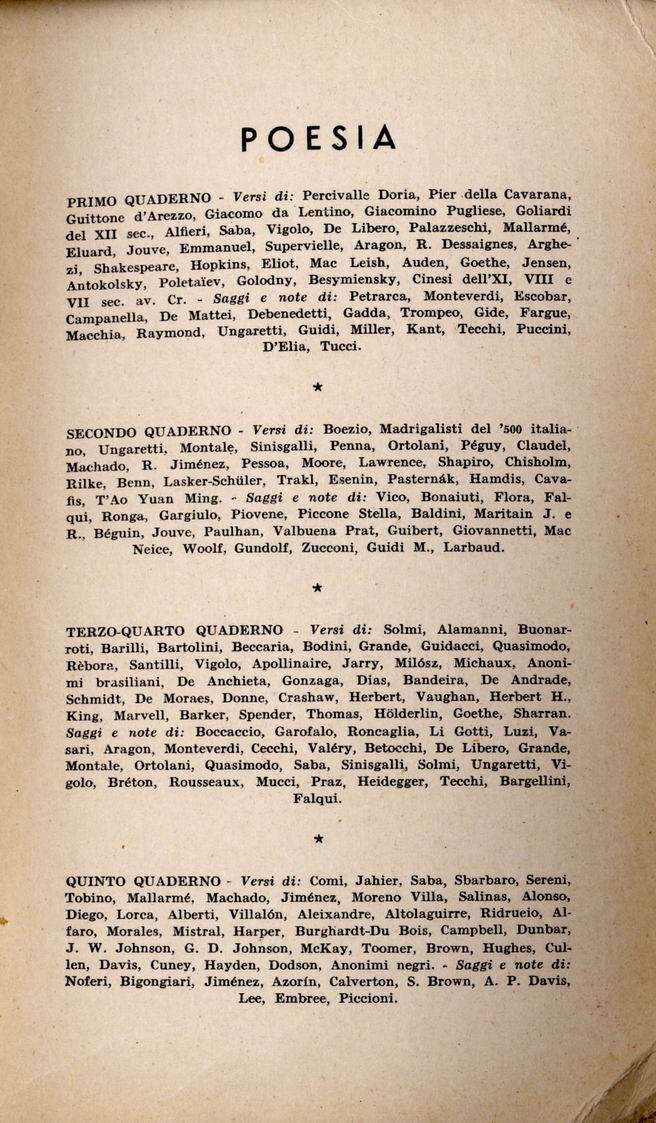 POESIA
PRIMO QUADERNO - Versi di: Percivalle Doria, Pier della Cavarana,
Guittone d'Arezzo, Giacomo da Lentino, Giacomino Pugliese, Goliardi
del XII sec., Alfieri, Saba, Vigolo, De Libero, Palazzeschi, Mallarmé,
Eluard, Jouve, Emmanuel, Supervielle, Aragon, R. Dessaignes, Arghe-
zi, Shakespeare, Hopkins, Eliot, Mac Leish, Auden, Goethe, Jensen,
Antokolsky, Poletaïev, Golodny, Besymiensky, Cinesi dell'XI, VIII e
VII sec. av. Cr. - Saggi e note di: Petrarca, Monteverdi, Escobar,
Campanella, De Mattei, Debenedetti, Gadda, Trompeo, Gide, Fargue,
Macchia, Raymond, Ungaretti, Guidi, Miller, Kant, Tecchi, Puccini,
D'Elia, Tucci.
★
SECONDO QUADERNO - Versi di: Boezio, Madrigalisti del '500 italia-
no, Ungaretti, Montale, Sinisgalli, Penna, Ortolani, Péguy, Claudel,
Machado, R. Jiménez, Pessoa, Moore, Lawrence, Shapiro, Chisholm,
Rilke, Benn, Lasker-Schüler, Trakl, Esenin, Pasternák, Hamdis, Cava-
fis, T'Ao Yuan Ming. - Saggi e note di: Vico, Bonaiuti, Flora, Fal-
qui, Ronga, Gargiulo, Piovene, Piccone Stella, Baldini, Maritain J. e
R., Béguin, Jouve, Paulhan, Valbuena Prat, Guibert, Giovannetti, Mac
Neice, Woolf, Gundolf, Zucconi, Guidi M., Larbaud.
★
TERZO-QUARTO QUADERNO - Versi di: Solmi, Alamanni, Buonar-
roti, Barilli, Bartolini, Beccaria, Bodini, Grande, Guidacci, Quasimodo,
Rèbora, Santilli, Vigolo, Apollinaire, Jarry, Milósz, Michaux, Anoni-
mi brasiliani, De Anchieta, Gonzaga, Dias, Bandeira, De Andrade,
Schmidt, De Moraes, Donne, Crashaw, Herbert, Vaughan, Herbert H.,
King, Marvell, Barker, Spender, Thomas, Hölderlin, Goethe, Sharran.
Saggi e note di: Boccaccio, Garofalo, Roncaglia, Li Gotti, Luzi, Va-
sari, Aragon, Monteverdi, Cecchi, Valéry, Betocchi, De Libero, Grande,
Montale, Ortolani, Quasimodo, Saba, Sinisgalli, Solmi, Ungaretti, Vi-
golo, Bréton, Rousseaux, Mucci, Praz, Heidegger, Tecchi, Bargellini,
Falqui.
★
QUINTO QUADERNO - Versi di: Comi, Jahier, Saba, Sbarbaro, Sereni,
Tobino, Mallarmé, Machado, Jiménez, Moreno Villa, Salinas, Alonso,
Diego, Lorca, Alberti, Villalón, Aleixandre, Altolaguirre, Ridrueio, Al-
faro, Morales, Mistral, Harper, Burghardt-Du Bois, Campbell, Dunbar,
J. W. Johnson, G. D. Johnson, McKay, Toomer, Brown, Hughes, Cul-
len, Davis, Cuney, Hayden, Dodson, Anonimi negri. - Saggi e note di:
Noferi, Bigongiari, Jiménez, Azorín, Calverton, S. Brown, A. P. Davis,
Lee, Embree, Piccioni.